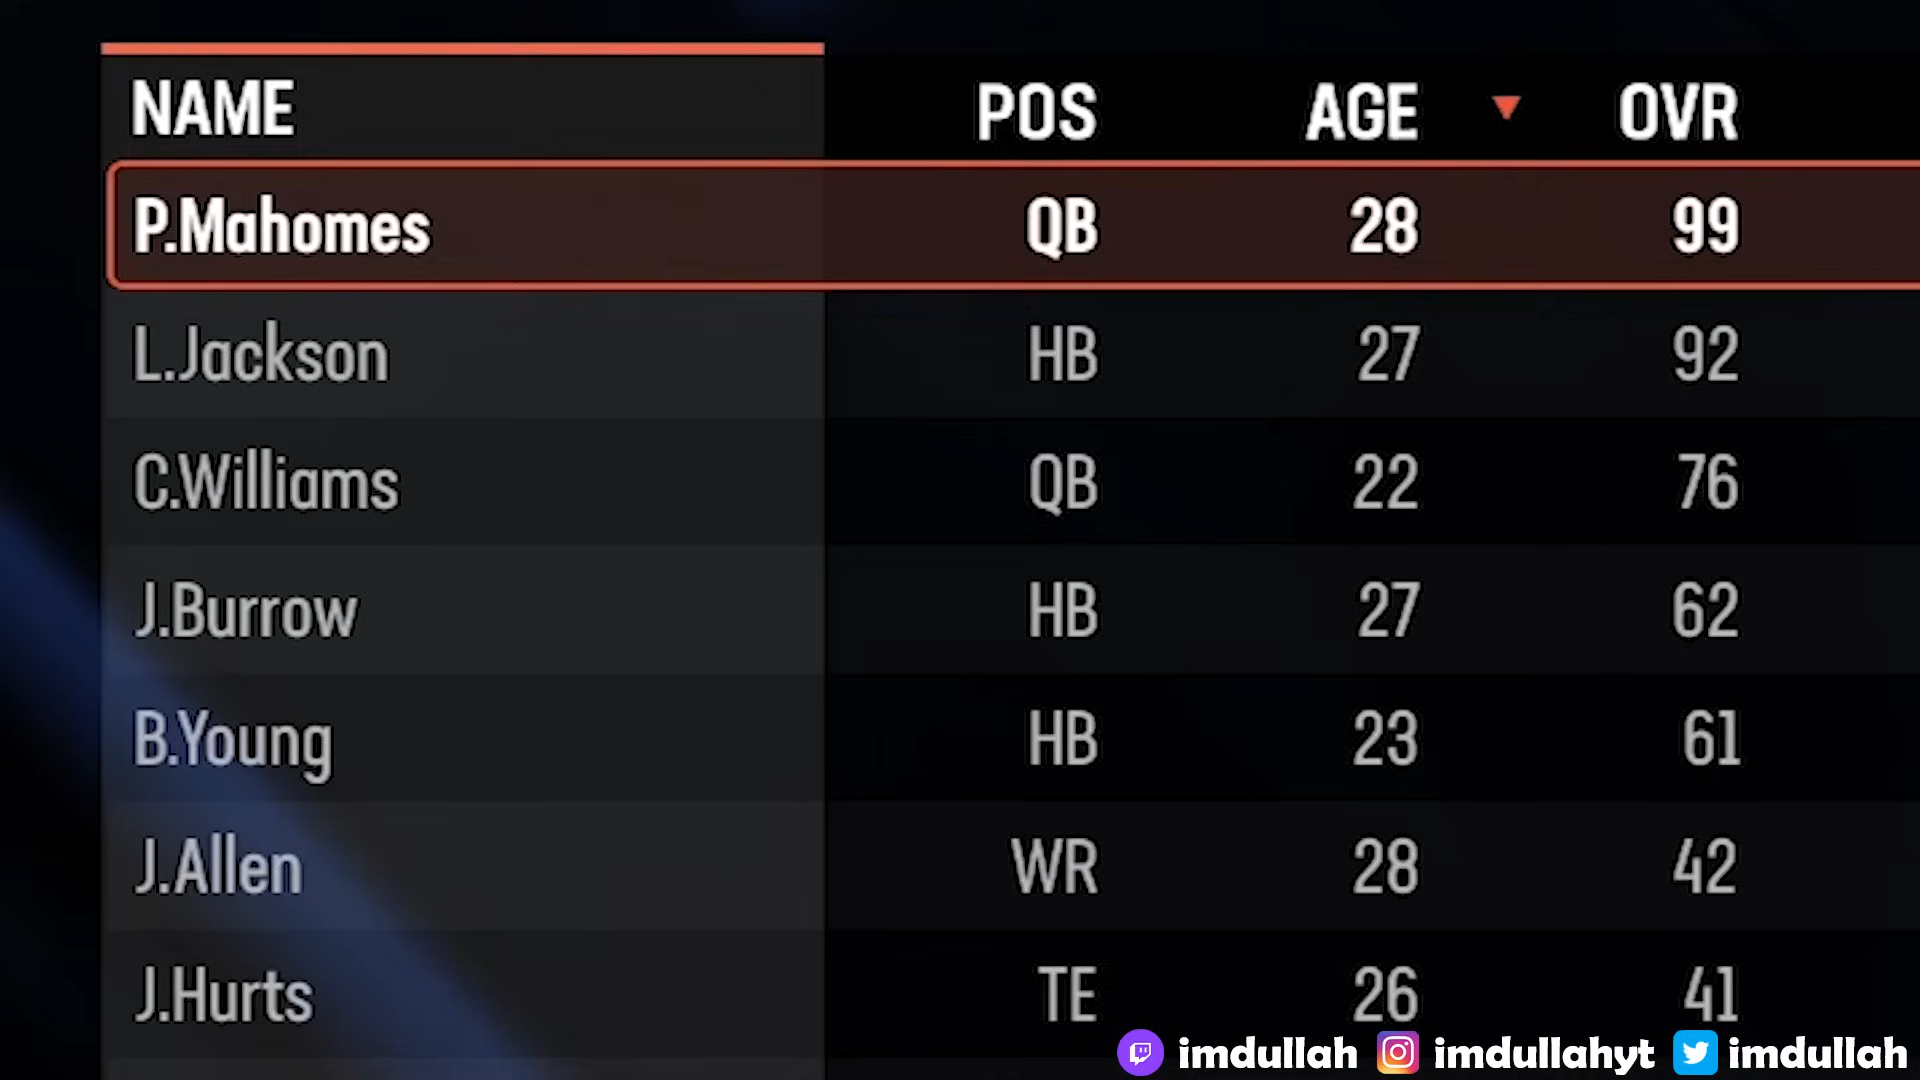 NAME POS AGE OVR
P.Mahomes QB 28 99
L.Jackson HB 27 92
C.Williams QB 22 76
J.Burrow HB 27 62
B.Young HB 23 61
J.Allen WR 28 42
J.Hurts TE 26 41
imdullah imdullahyt imdullah